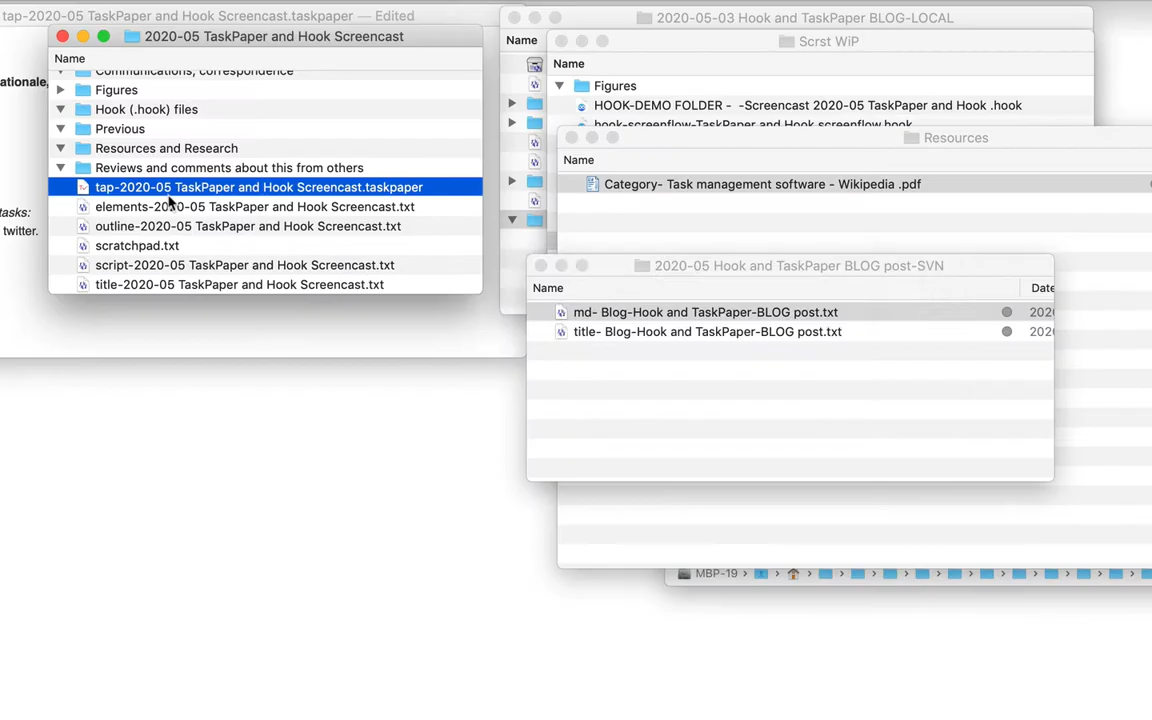 tap-2020-05 TaskPaper and Hook Screencast.taskpaper — Edited
ationale,
tasks:
twitter.
2020-05 TaskPaper and Hook Screencast
Name
Communications, correspondence
Figures
Hook (.hook) files
Previous
Resources and Research
Reviews and comments about this from others
tap-2020-05 TaskPaper and Hook Screencast.taskpaper
elements-2020-05 TaskPaper and Hook Screencast.txt
outline-2020-05 TaskPaper and Hook Screencast.txt
scratchpad.txt
script-2020-05 TaskPaper and Hook Screencast.txt
title-2020-05 TaskPaper and Hook Screencast.txt
2020-05-03 Hook and TaskPaper BLOG-LOCAL
Name
Scrst WiP
Name
Figures
HOOK-DEMO FOLDER - -Screencast 2020-05 TaskPaper and Hook .hook
hook-screenflow-TaskPaper and Hook screenflow.hook
Resources
Name
Category- Task management software - Wikipedia .pdf
2020-05 Hook and TaskPaper BLOG post-SVN
Name
Date
md- Blog-Hook and TaskPaper-BLOG post.txt
202
title- Blog-Hook and TaskPaper-BLOG post.txt
202
MBP-19